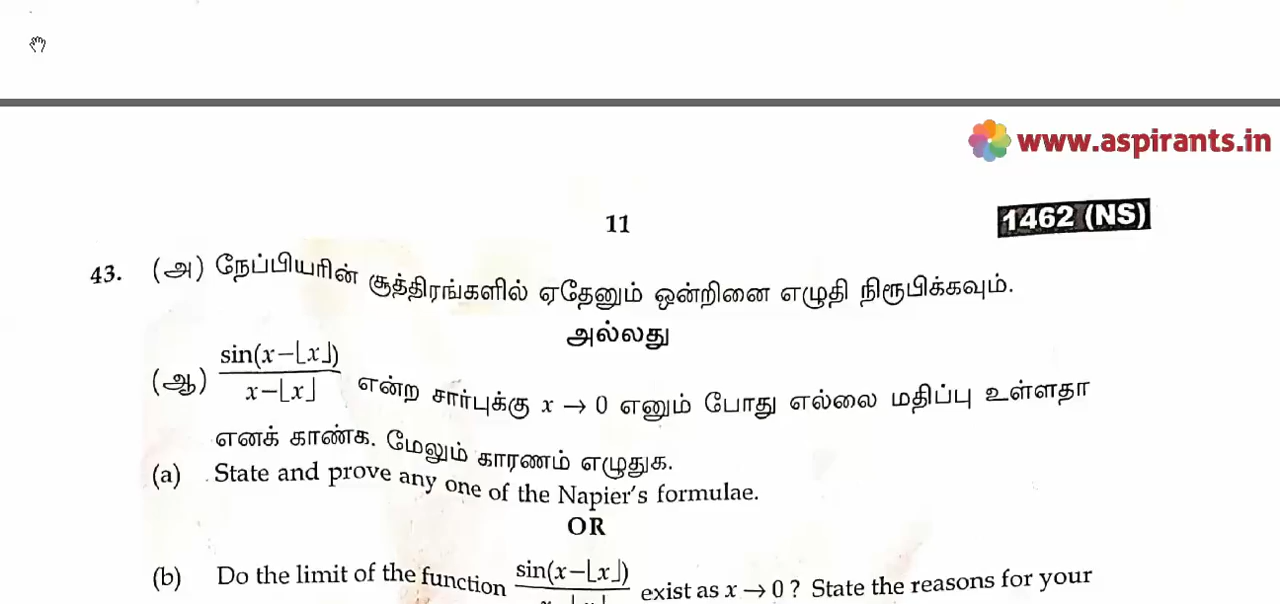 www.aspirants.in
11
1462 (NS)
43. (அ) நேப்பியரின் சூத்திரங்களில் ஏதேனும் ஒன்றினை எழுதி நிரூபிக்கவும்.
அல்லது
(ஆ) sin(x−⌊x⌋) / x−⌊x⌋ என்ற சார்புக்கு x → 0 எனும் போது எல்லை மதிப்பு உள்ளதா
எனக் காண்க. மேலும் காரணம் எழுதுக.
(a) State and prove any one of the Napier's formulae.
OR
(b) Do the limit of the function sin(x−⌊x⌋) exist as x → 0 ? State the reasons for your